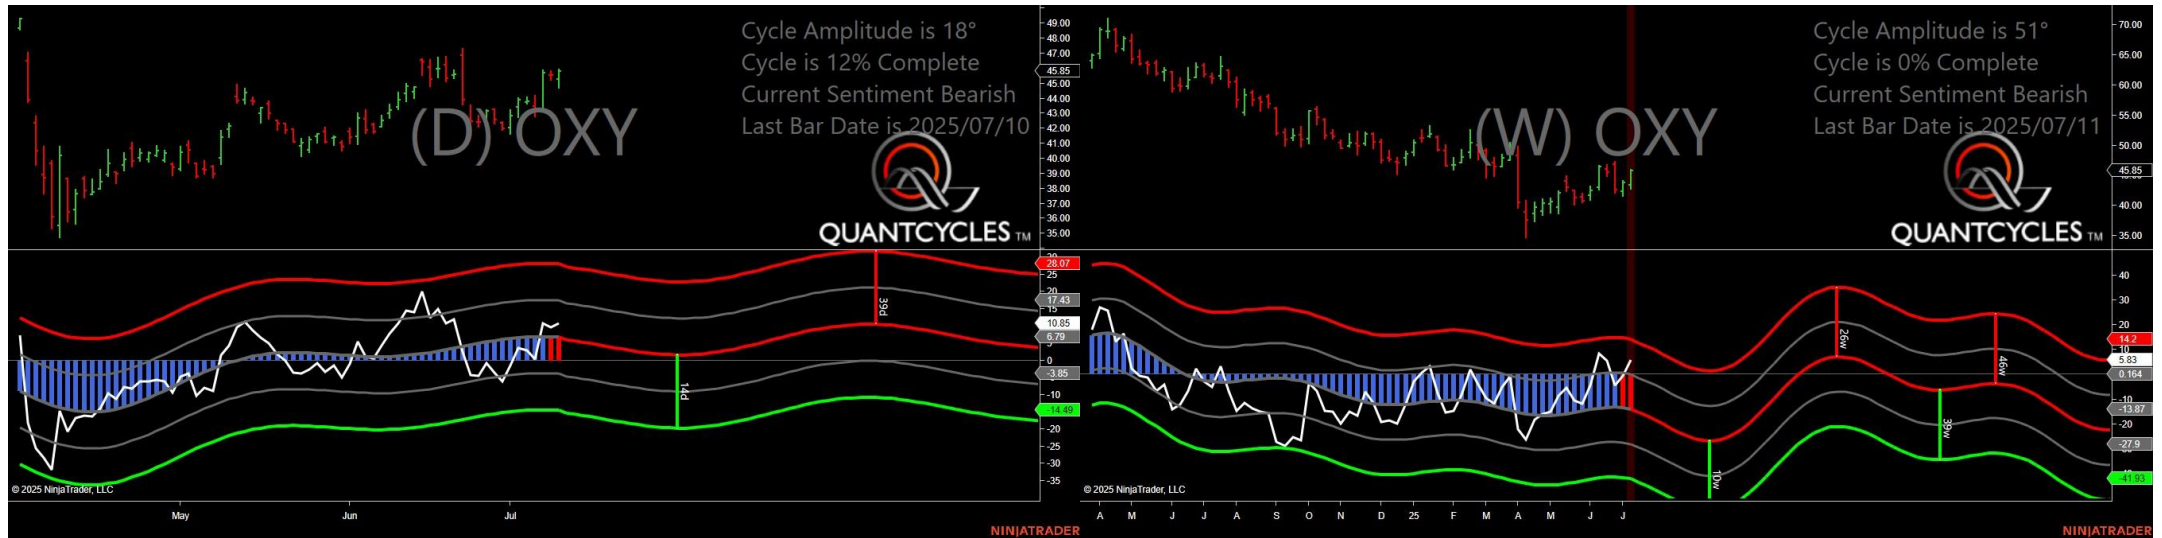 Cycle Amplitude is 18°
Cycle is 12% Complete
Current Sentiment Bearish
Last Bar Date is 2025/07/10
(D) OXY
QUANTCYCLES TM
49.00
48.00
47.00
45.85
45.00
44.00
43.00
42.00
41.00
40.00
39.00
38.00
37.00
36.00
35.00
28.07
25
20
17.43
15
10.85
6.79
0
-3.85
-10
-14.49
-20
-25
-30
-35
39d
14d
© 2025 NinjaTrader, LLC
May Jun Jul
NINJATRADER
Cycle Amplitude is 51°
Cycle is 0% Complete
Current Sentiment Bearish
Last Bar Date is 2025/07/11
(W) OXY
QUANTCYCLES TM
70.00
65.00
60.00
55.00
50.00
45.85
40.00
35.00
40
30
20
14.2
10
5.83
0.164
-10
-13.87
-20
-27.9
-41.93
26w
46w
39w
10w
© 2025 NinjaTrader, LLC
A M J J A S O N D 25 F M A M J J
NINJATRADER